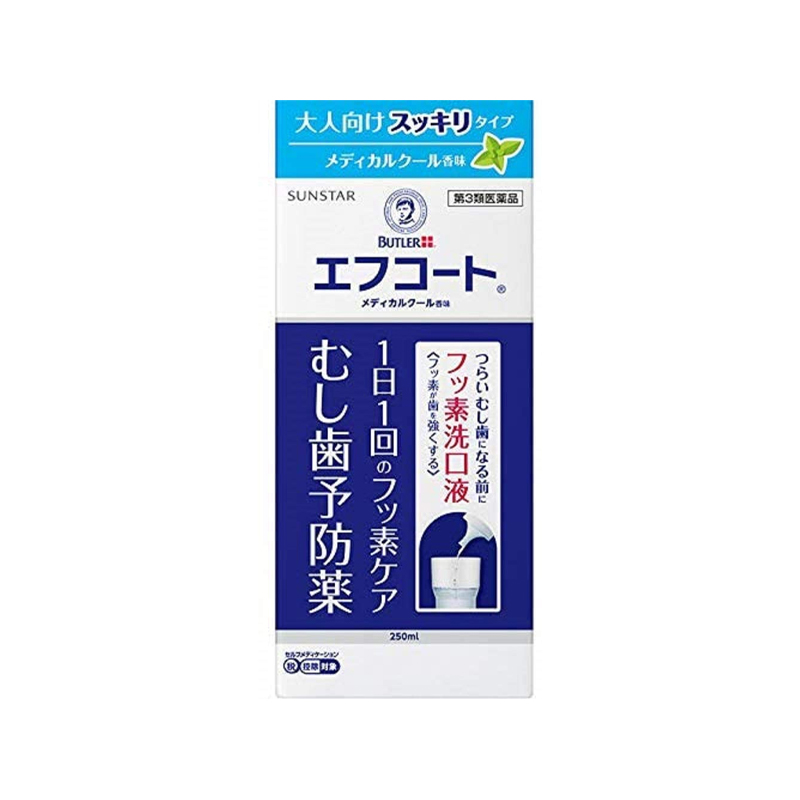 大人向けスッキリタイプ
メディカルクール香味
SUNSTAR
第3類医薬品
BUTLER
エフコート®
メディカルクール香味
つらいむし歯になる前に
フッ素洗口液
〈フッ素が歯を強くする〉
1日1回のフッ素ケア
むし歯予防薬
250ml
セルフメディケーション
税控除対象